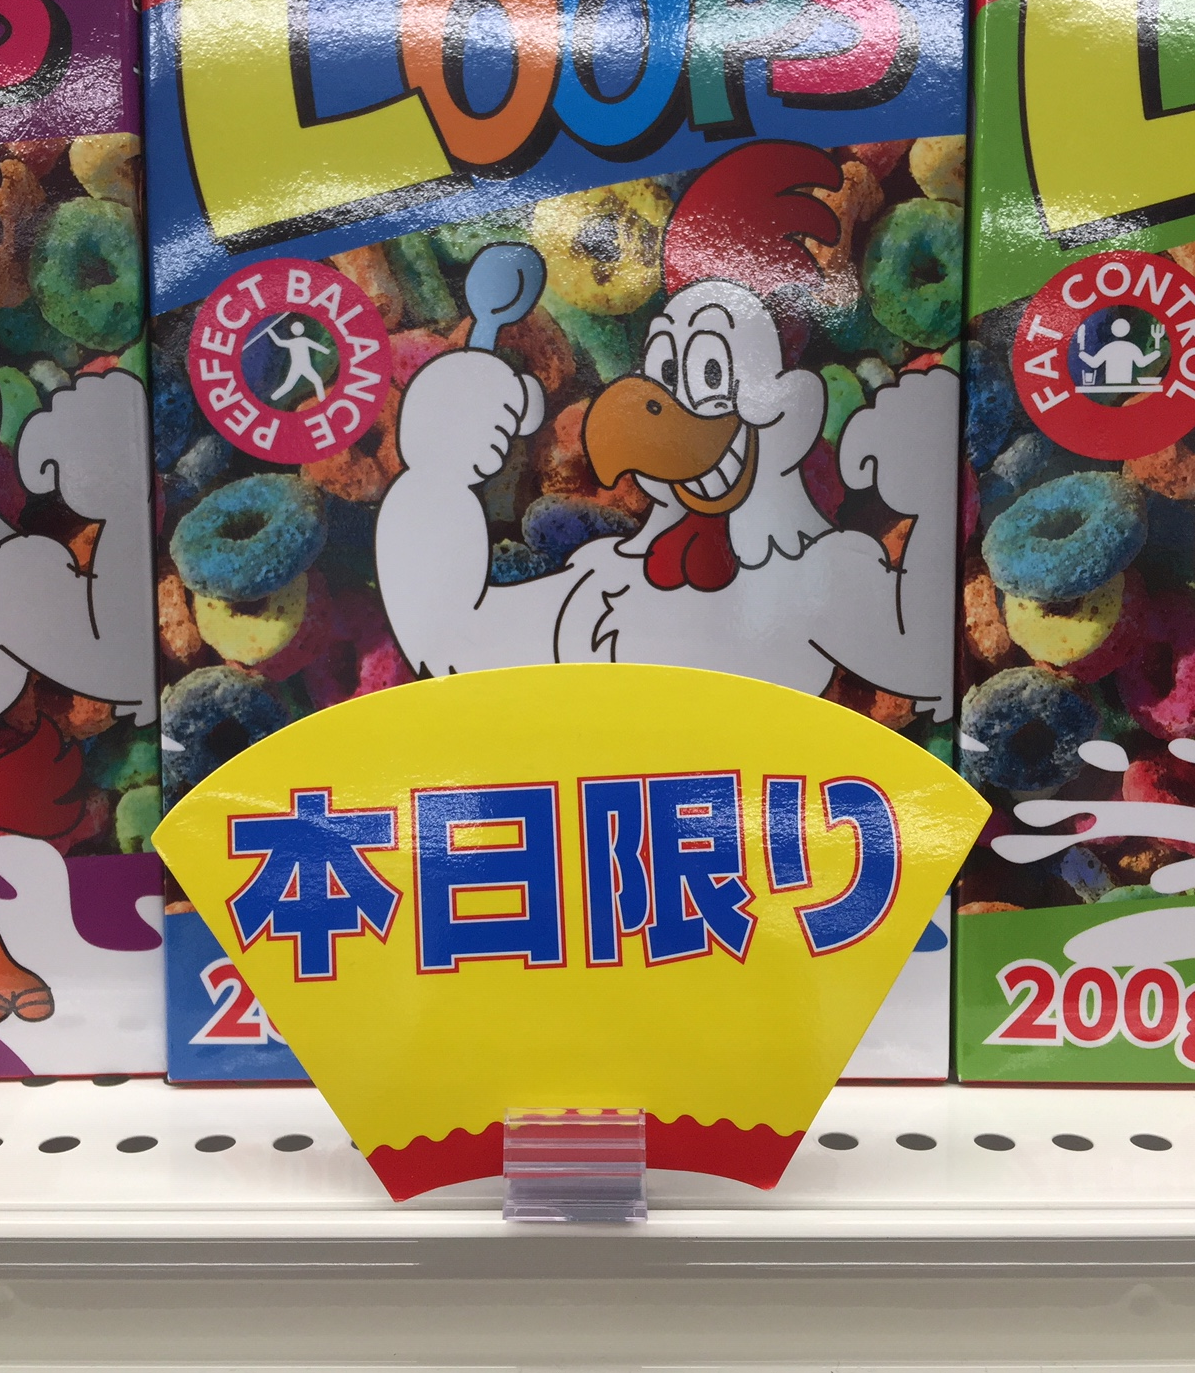 LOOPS
PERFECT BALANCE
FAT CONTROL
本日限り
200g